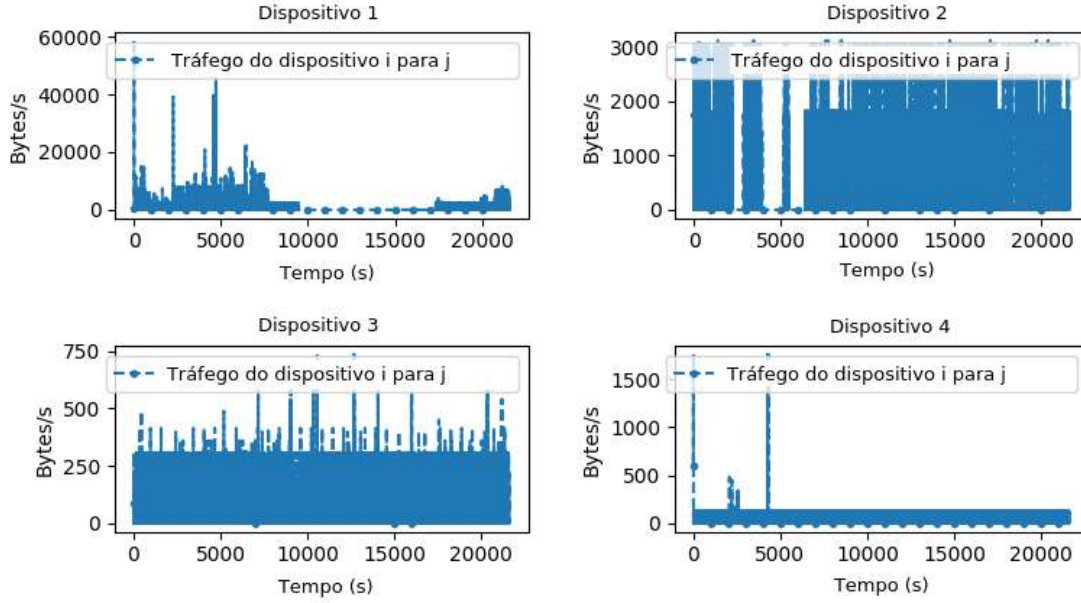 Dispositivo 1
Tráfego do dispositivo i para j
60000
40000
20000
0
Bytes/s
0 5000 10000 15000 20000
Tempo (s)
Dispositivo 2
Tráfego do dispositivo i para j
3000
2000
1000
0
Bytes/s
0 5000 10000 15000 20000
Tempo (s)
Dispositivo 3
Tráfego do dispositivo i para j
750
500
250
0
Bytes/s
0 5000 10000 15000 20000
Tempo (s)
Dispositivo 4
Tráfego do dispositivo i para j
1500
1000
500
0
Bytes/s
0 5000 10000 15000 20000
Tempo (s)